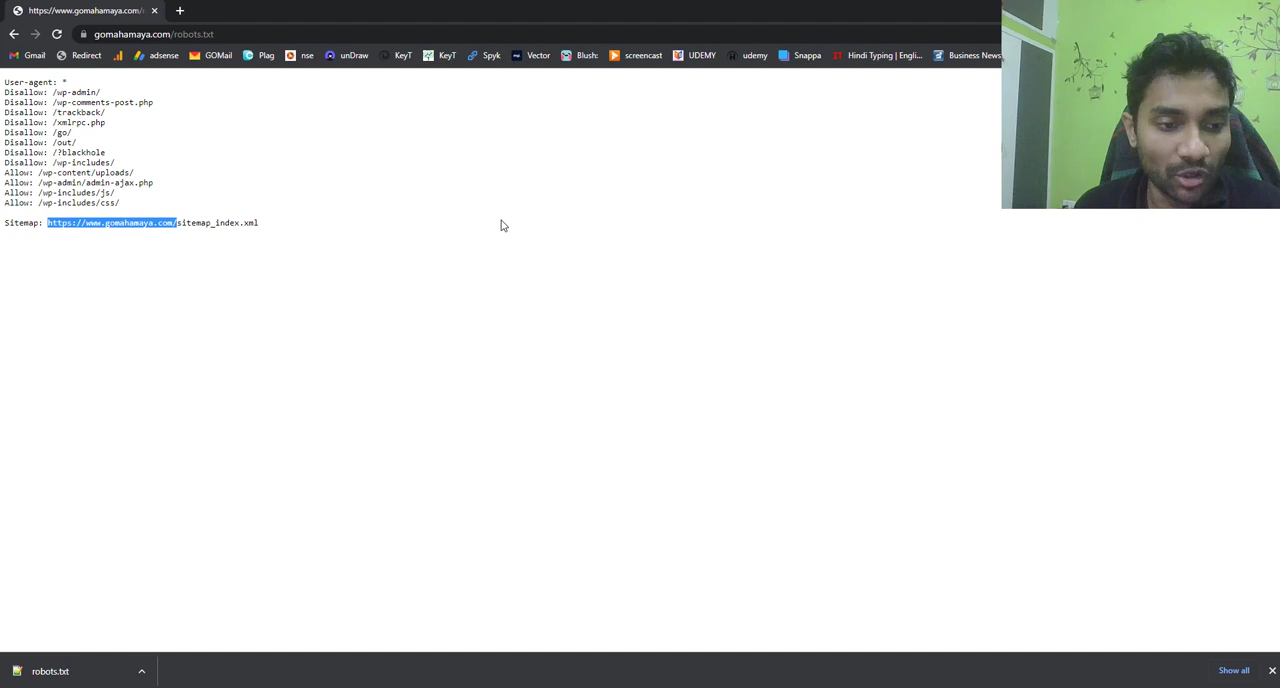 https://www.gomahamaya.com/r
gomahamaya.com/robots.txt
Gmail Redirect adsense GOMail Plag nse unDraw KeyT KeyT Spyk Vector Blush: screencast UDEMY udemy Snappa Hindi Typing | Engli... Business News
User-agent: *
Disallow: /wp-admin/
Disallow: /wp-comments-post.php
Disallow: /trackback/
Disallow: /xmlrpc.php
Disallow: /go/
Disallow: /out/
Disallow: /?blackhole
Disallow: /wp-includes/
Allow: /wp-content/uploads/
Allow: /wp-admin/admin-ajax.php
Allow: /wp-includes/js/
Allow: /wp-includes/css/
Sitemap: https://www.gomahamaya.com/sitemap_index.xml
robots.txt
Show all